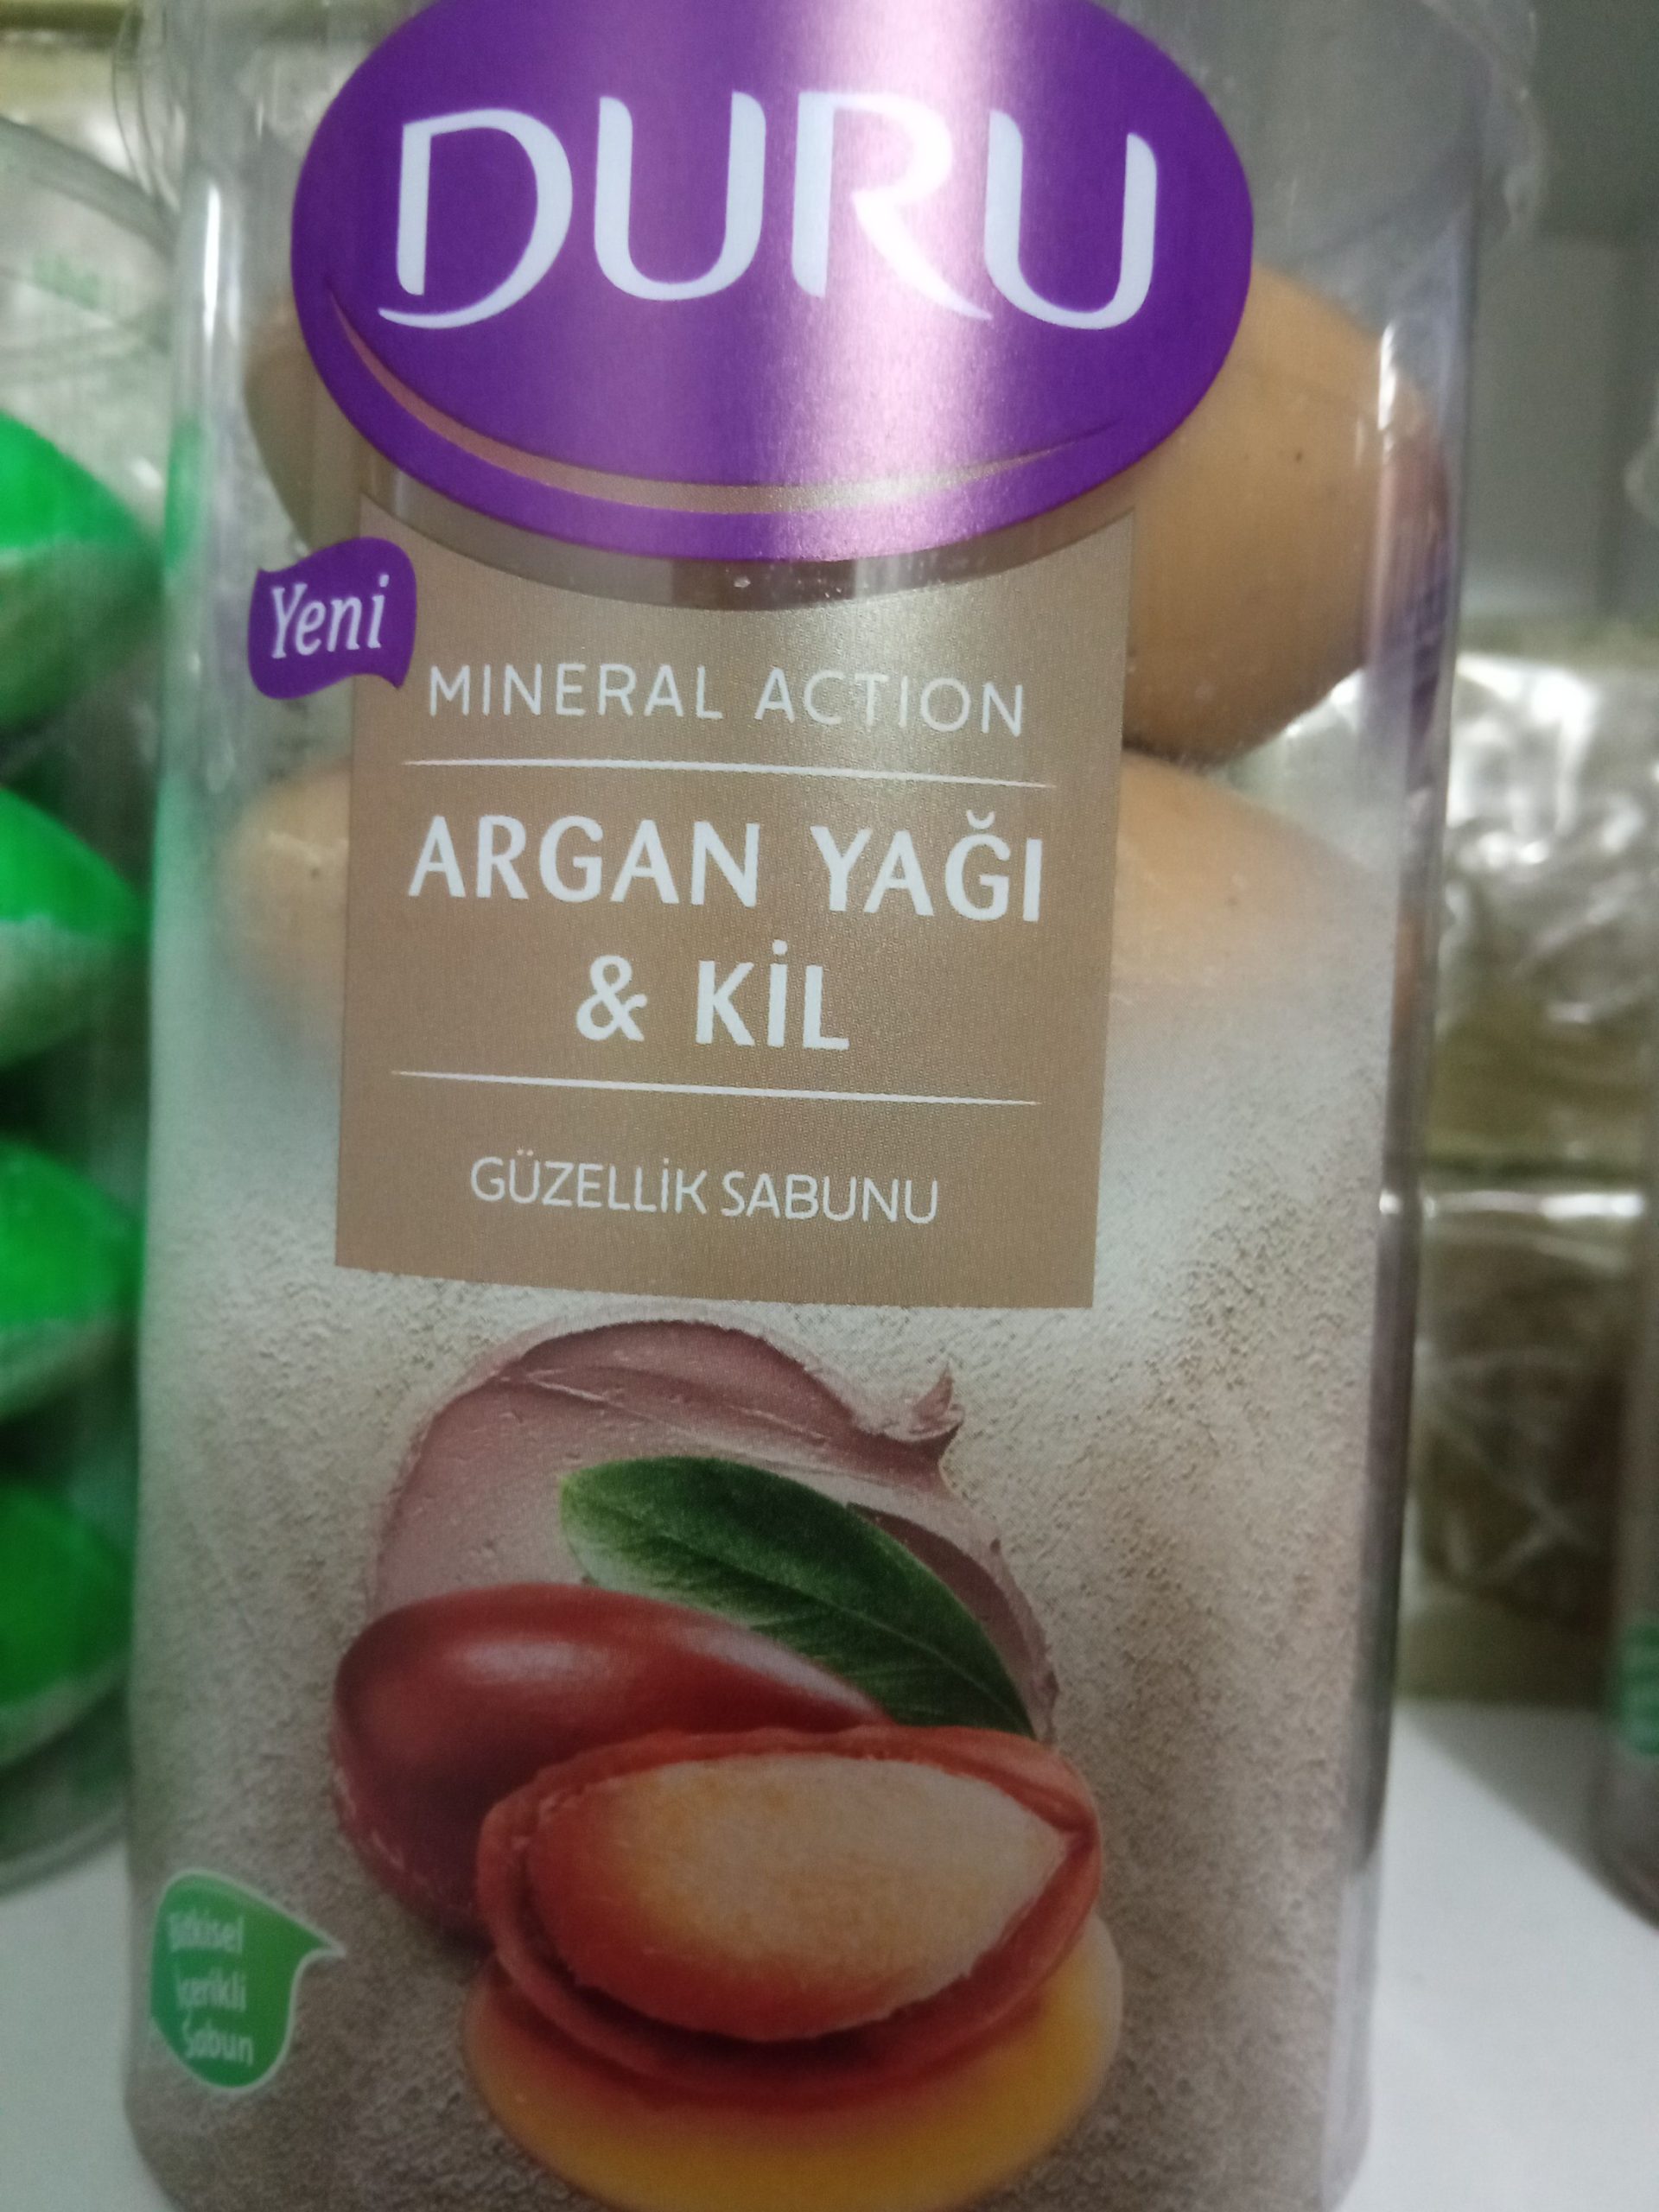 DURU
Yeni
MINERAL ACTION
ARGAN YAĞI
& KİL
GÜZELLİK SABUNU
Bitkisel
İçerikli
Sabun